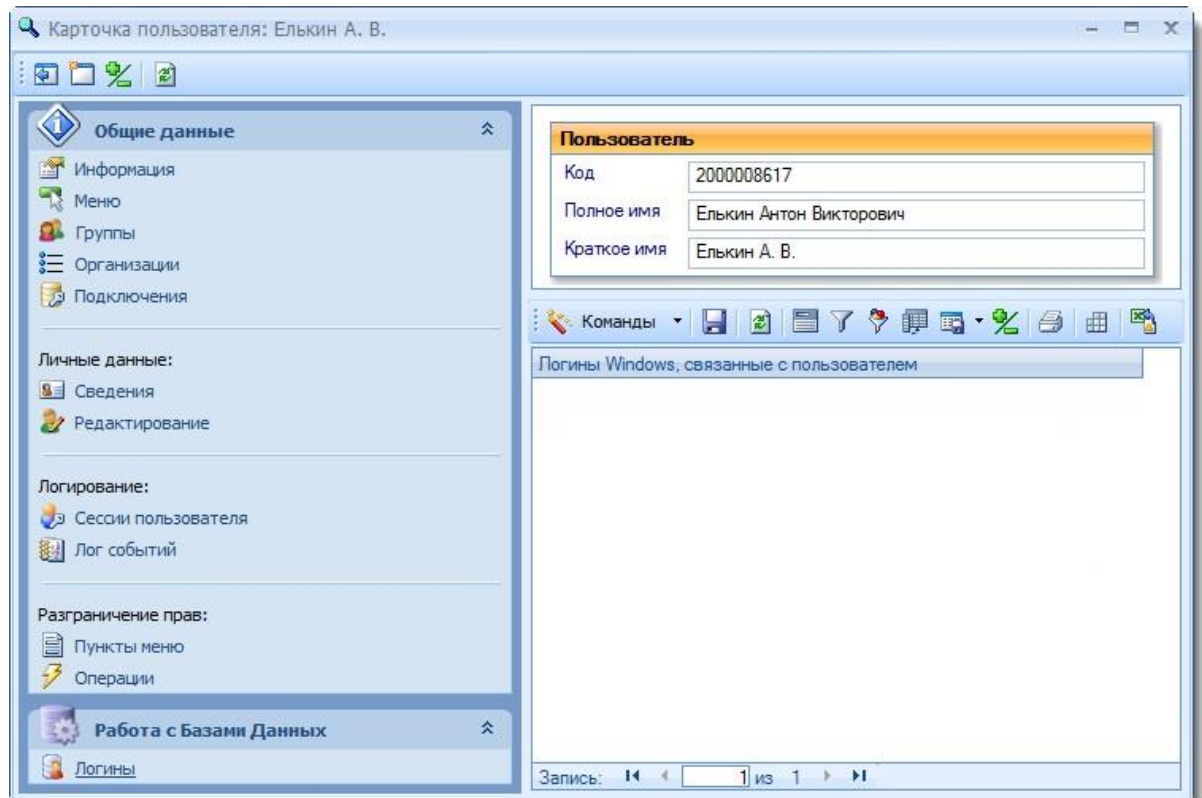 Карточка пользователя: Елькин А. В.
Общие данные
Информация
Меню
Группы
Организации
Подключения
Личные данные:
Сведения
Редактирование
Логирование:
Сессии пользователя
Лог событий
Разграничение прав:
Пункты меню
Операции
Работа с Базами Данных
Логины
Пользователь
Код 2000008617
Полное имя Елькин Антон Викторович
Краткое имя Елькин А. В.
Команды
Логины Windows, связанные с пользователем
Запись: 1 из 1